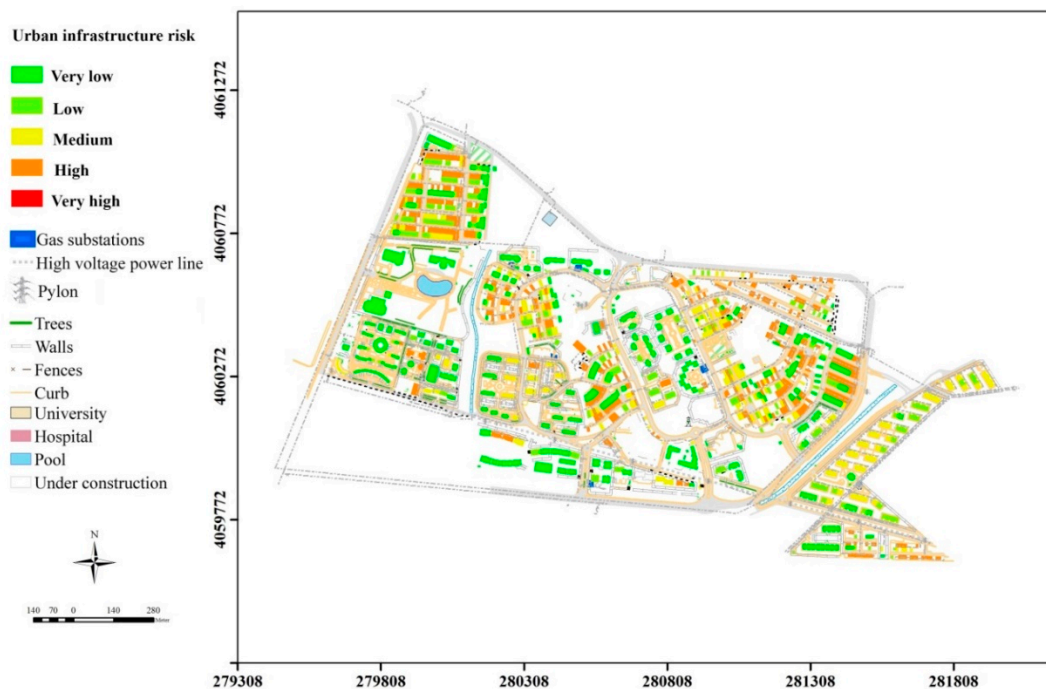 Urban infrastructure risk
Very low
Low
Medium
High
Very high
Gas substations
High voltage power line
Pylon
Trees
Walls
Fences
Curb
University
Hospital
Pool
Under construction
N
140 70 0 140 280
Meter
4061272
4060772
4060272
4059772
279308 279808 280308 280808 281308 281808